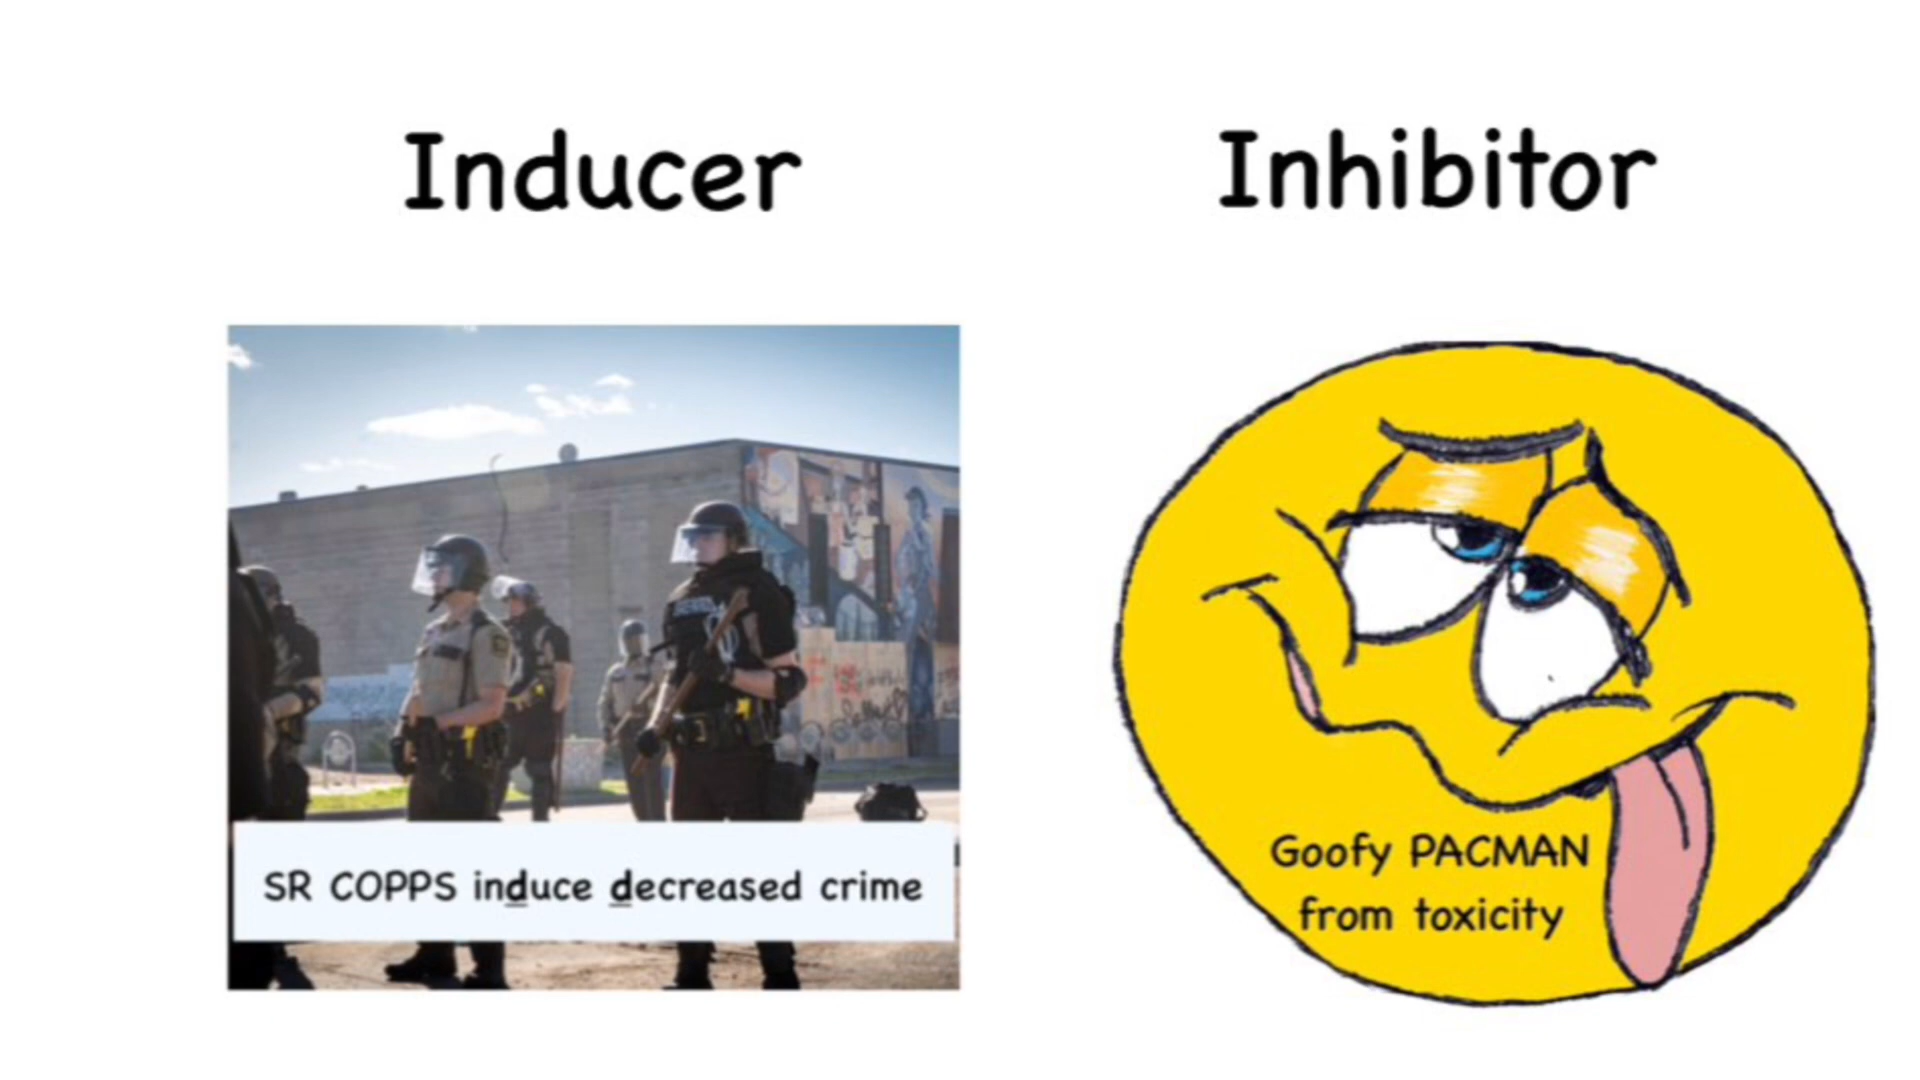 Inducer
Inhibitor
SR COPPS induce decreased crime
Goofy PACMAN
from toxicity